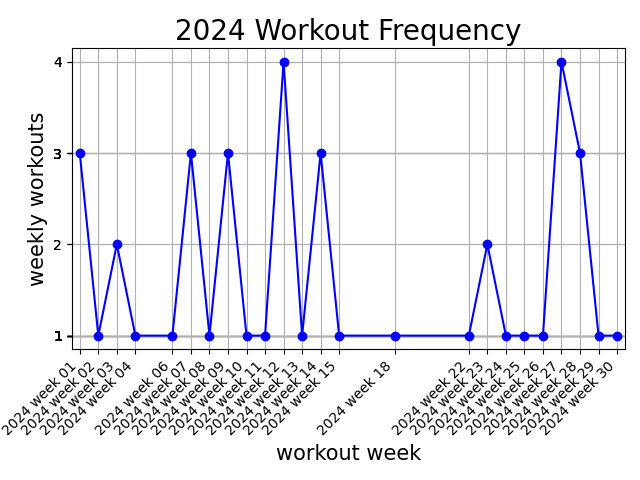 2024 Workout Frequency
weekly workouts
4
3
2
1
2024 week 01
2024 week 02
2024 week 03
2024 week 04
2024 week 06
2024 week 07
2024 week 08
2024 week 09
2024 week 10
2024 week 11
2024 week 12
2024 week 13
2024 week 14
2024 week 15
2024 week 18
2024 week 22
2024 week 23
2024 week 24
2024 week 25
2024 week 26
2024 week 27
2024 week 28
2024 week 29
2024 week 30
workout week